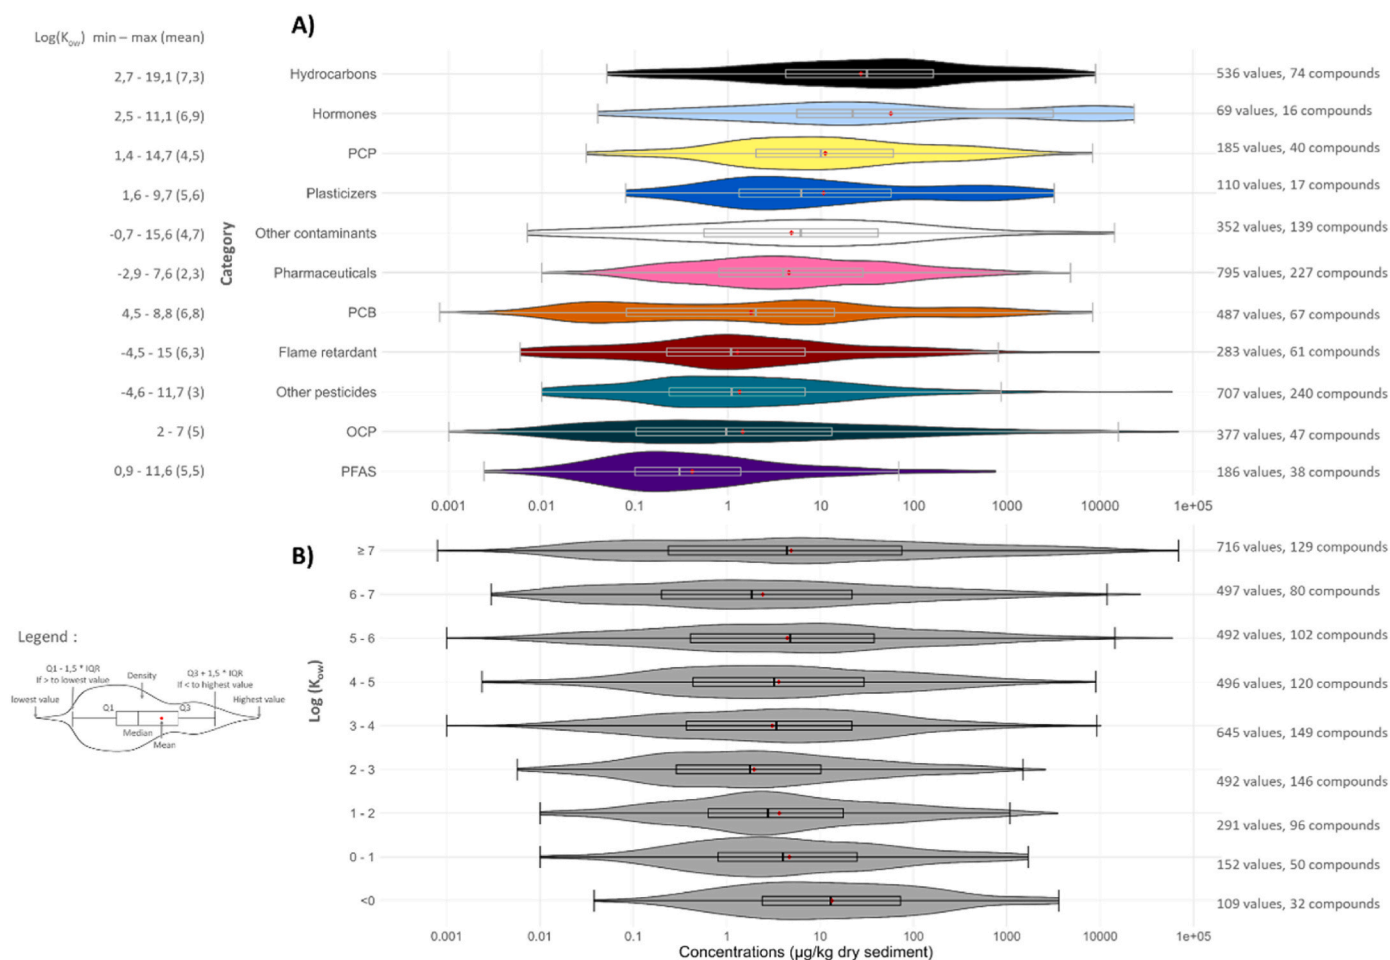 A)
Log(Kow) min – max (mean)
2,7 - 19,1 (7,3) Hydrocarbons 536 values, 74 compounds
2,5 - 11,1 (6,9) Hormones 69 values, 16 compounds
1,4 - 14,7 (4,5) PCP 185 values, 40 compounds
1,6 - 9,7 (5,6) Plasticizers 110 values, 17 compounds
-0,7 - 15,6 (4,7) Other contaminants 352 values, 139 compounds
Category
-2,9 - 7,6 (2,3) Pharmaceuticals 795 values, 227 compounds
4,5 - 8,8 (6,8) PCB 487 values, 67 compounds
-4,5 - 15 (6,3) Flame retardant 283 values, 61 compounds
-4,6 - 11,7 (3) Other pesticides 707 values, 240 compounds
2 - 7 (5) OCP 377 values, 47 compounds
0,9 - 11,6 (5,5) PFAS 186 values, 38 compounds
0.001 0.01 0.1 1 10 100 1000 10000 1e+05
B)
≥ 7 716 values, 129 compounds
6 - 7 497 values, 80 compounds
5 - 6 492 values, 102 compounds
4 - 5 496 values, 120 compounds
Log (Kow)
3 - 4 645 values, 149 compounds
2 - 3 492 values, 146 compounds
1 - 2 291 values, 96 compounds
0 - 1 152 values, 50 compounds
<0 109 values, 32 compounds
0.001 0.01 0.1 1 10 100 1000 10000 1e+05
Concentrations (µg/kg dry sediment)
Legend :
Q1 - 1,5 * IQR
If > to lowest value
Density
Q3 + 1,5 * IQR
If < to highest value
lowest value
Highest value
Q1
Q3
Median
Mean